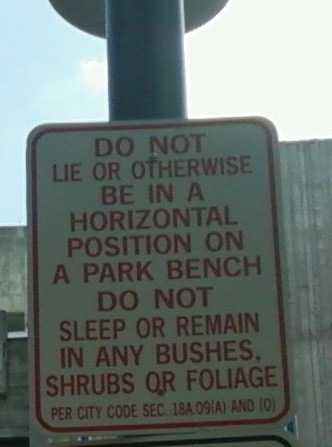 DO NOT
LIE OR OTHERWISE
BE IN A
HORIZONTAL
POSITION ON
A PARK BENCH
DO NOT
SLEEP OR REMAIN
IN ANY BUSHES,
SHRUBS OR FOLIAGE
PER CITY CODE SEC. 18A.09(A) AND (O)